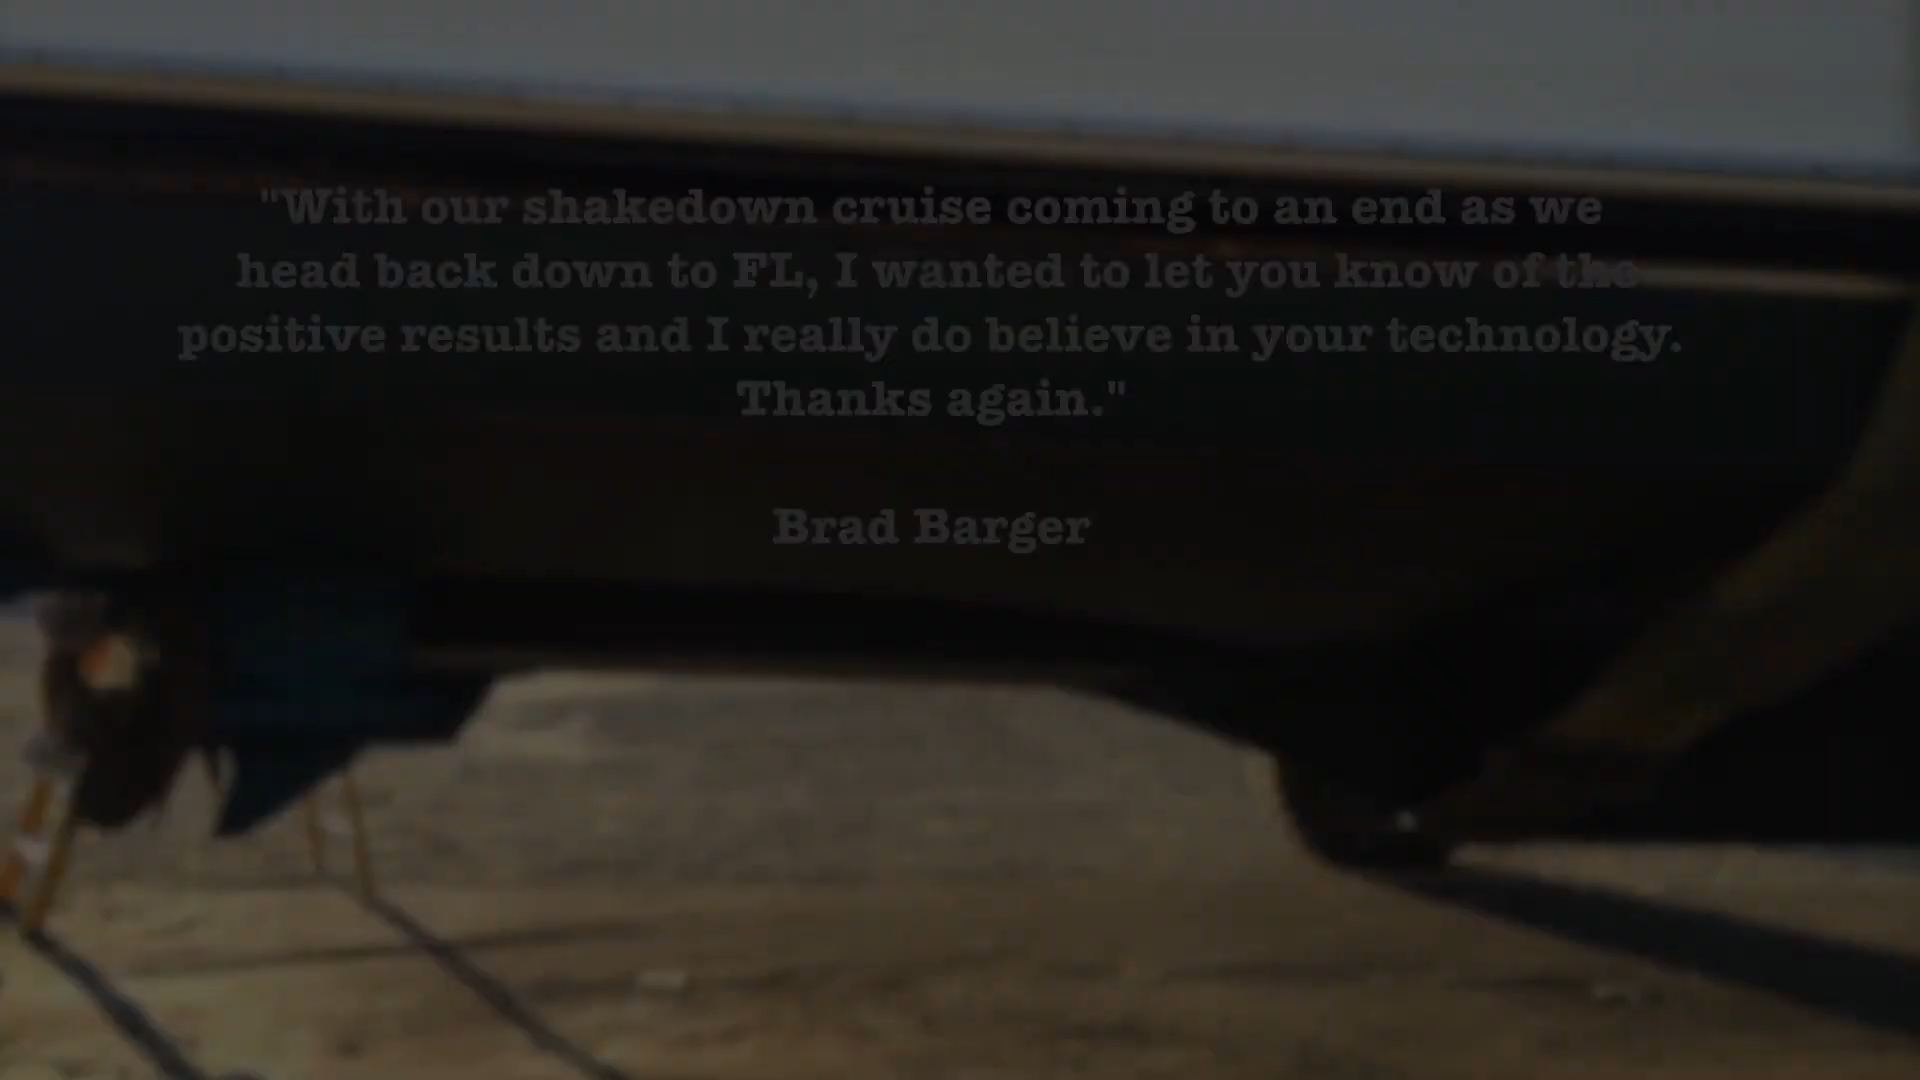 "With our shakedown cruise coming to an end as we
head back down to FL, I wanted to let you know of the
positive results and I really do believe in your technology.
Thanks again."
Brad Barger